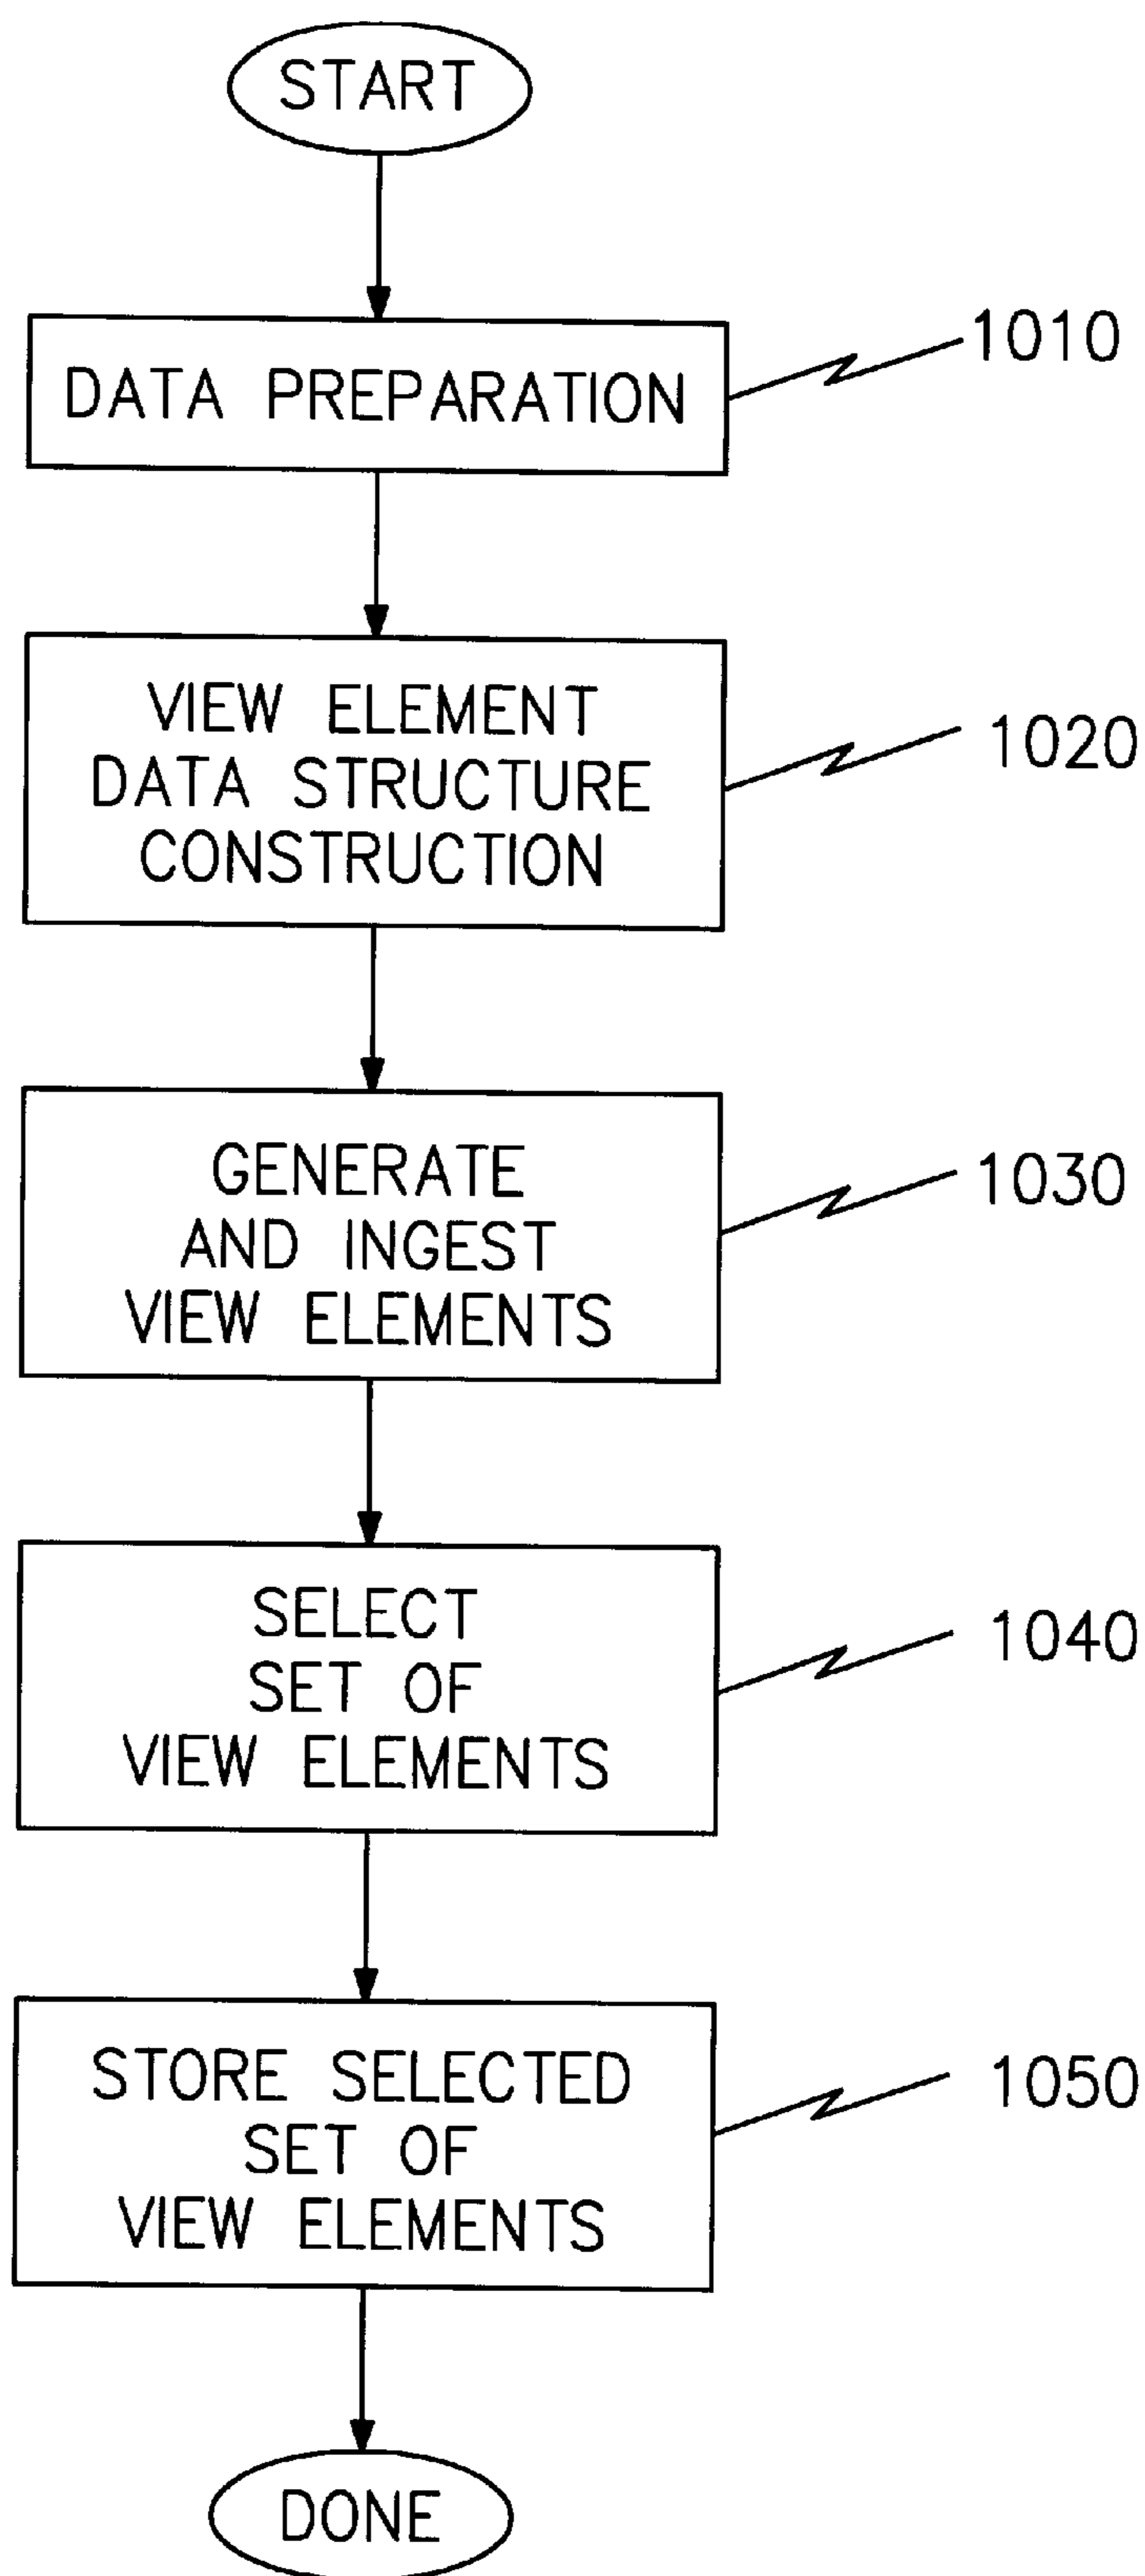 START
DATA PREPARATION
1010
VIEW ELEMENT
DATA STRUCTURE
CONSTRUCTION
1020
GENERATE
AND INGEST
VIEW ELEMENTS
1030
SELECT
SET OF
VIEW ELEMENTS
1040
STORE SELECTED
SET OF
VIEW ELEMENTS
1050
DONE